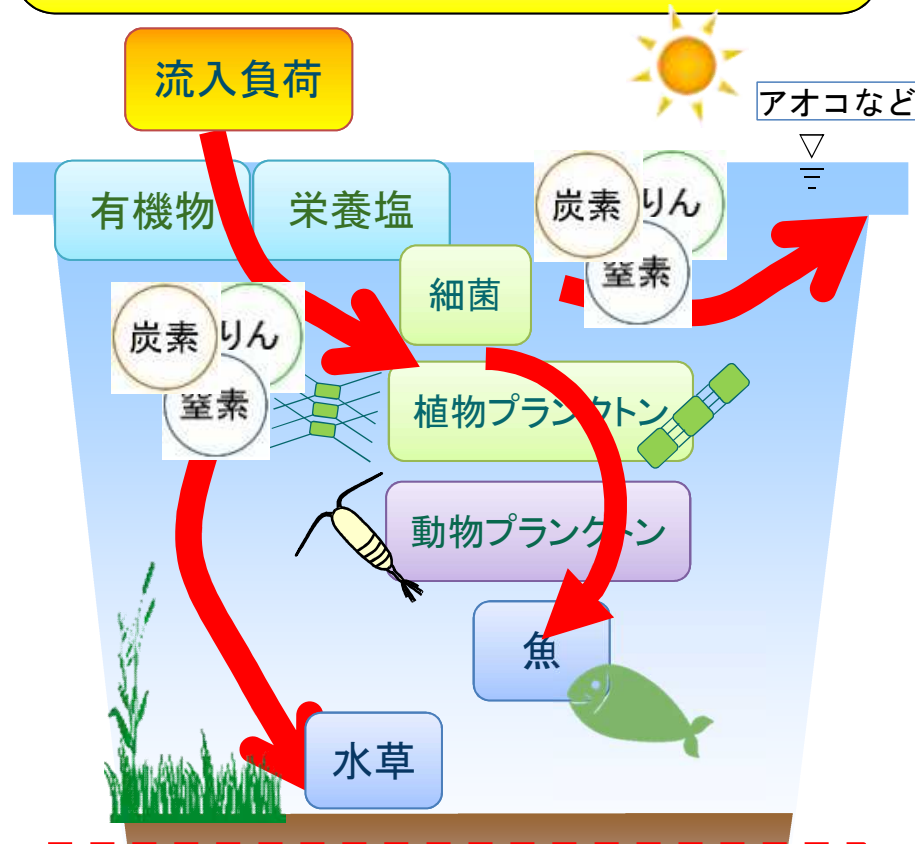 流入負荷
アオコなど
有機物
栄養塩
炭素
りん
窒素
細菌
炭素
りん
窒素
植物プランクトン
動物プランクトン
魚
水草